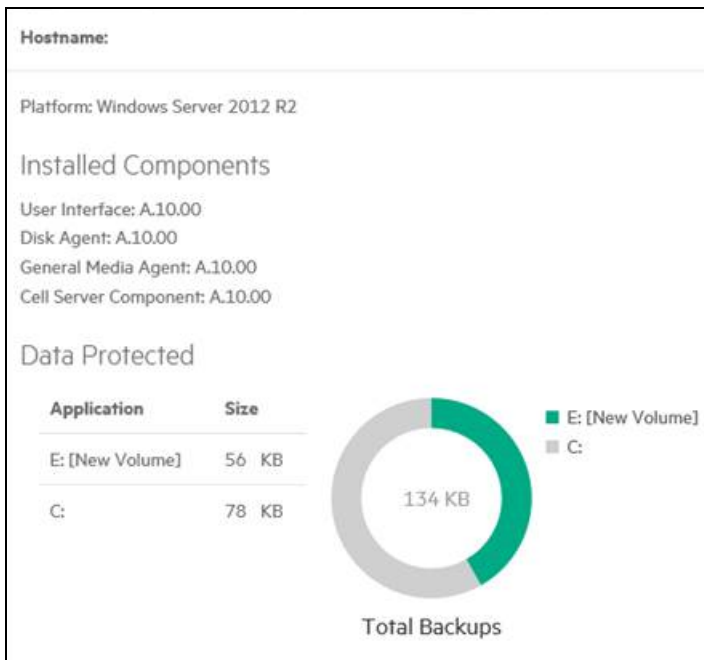 Hostname:
Platform: Windows Server 2012 R2
Installed Components
User Interface: A.10.00
Disk Agent: A.10.00
General Media Agent: A.10.00
Cell Server Component: A.10.00
Data Protected
Application Size
E: [New Volume] 56 KB
C: 78 KB
134 KB
E: [New Volume]
C:
Total Backups